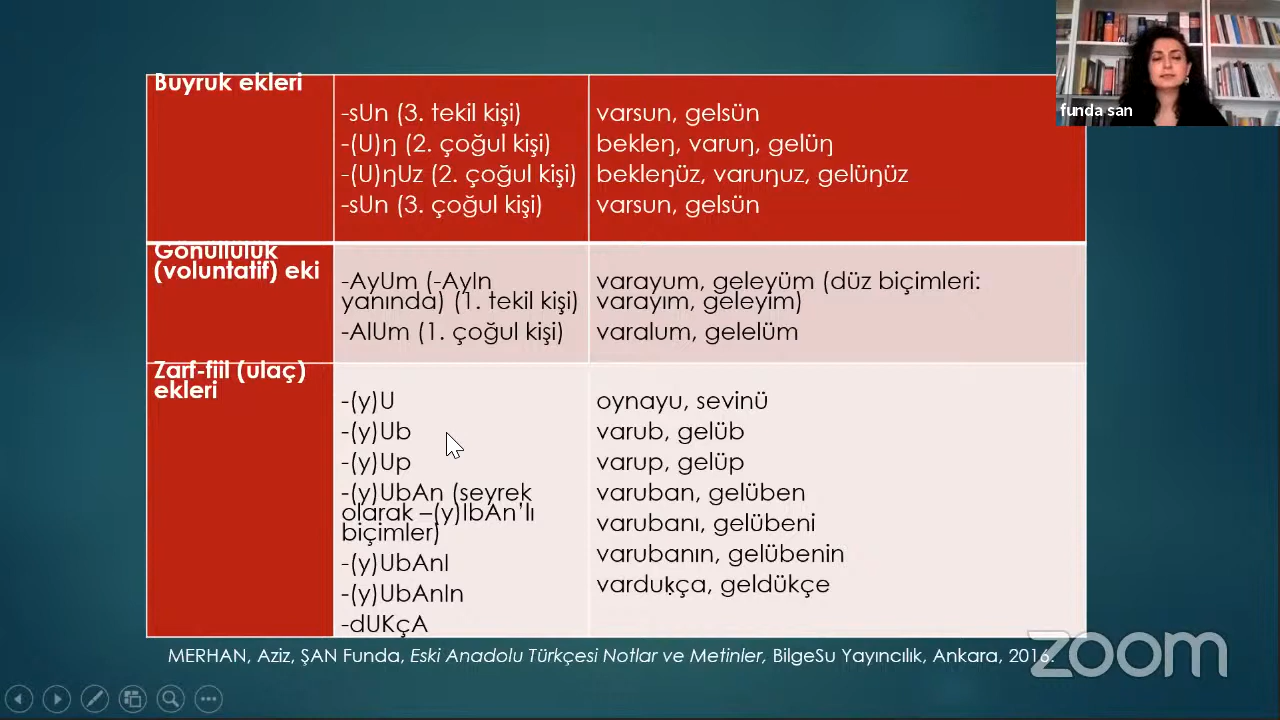 funda san
Buyruk ekleri
-sUn (3. tekil kişi)
-(U)ŋ (2. çoğul kişi)
-(U)ŋUz (2. çoğul kişi)
-sUn (3. çoğul kişi)
varsun, gelsün
bekleŋ, varuŋ, gelüŋ
bekleŋüz, varuŋuz, gelüŋüz
varsun, gelsün
Gönüllülük
(voluntatif) eki
-AyUm (-AyIn
yanında) (1. tekil kişi)
-AlUm (1. çoğul kişi)
varayum, geleyüm (düz biçimleri:
varayım, geleyim)
varalum, gelelüm
Zarf-fiil (ulaç)
ekleri
-(y)U
-(y)Ub
-(y)Up
-(y)UbAn (seyrek
olarak –(y)IbAn’lı
biçimler)
-(y)UbAnI
-(y)UbAnIn
-dUKçA
oynayu, sevinü
varub, gelüb
varup, gelüp
varuban, gelüben
varubanı, gelübeni
varubanın, gelübenin
varduḳça, geldükçe
MERHAN, Aziz, ŞAN Funda, Eski Anadolu Türkçesi Notlar ve Metinler, BilgeSu Yayıncılık, Ankara, 2016.
zoom